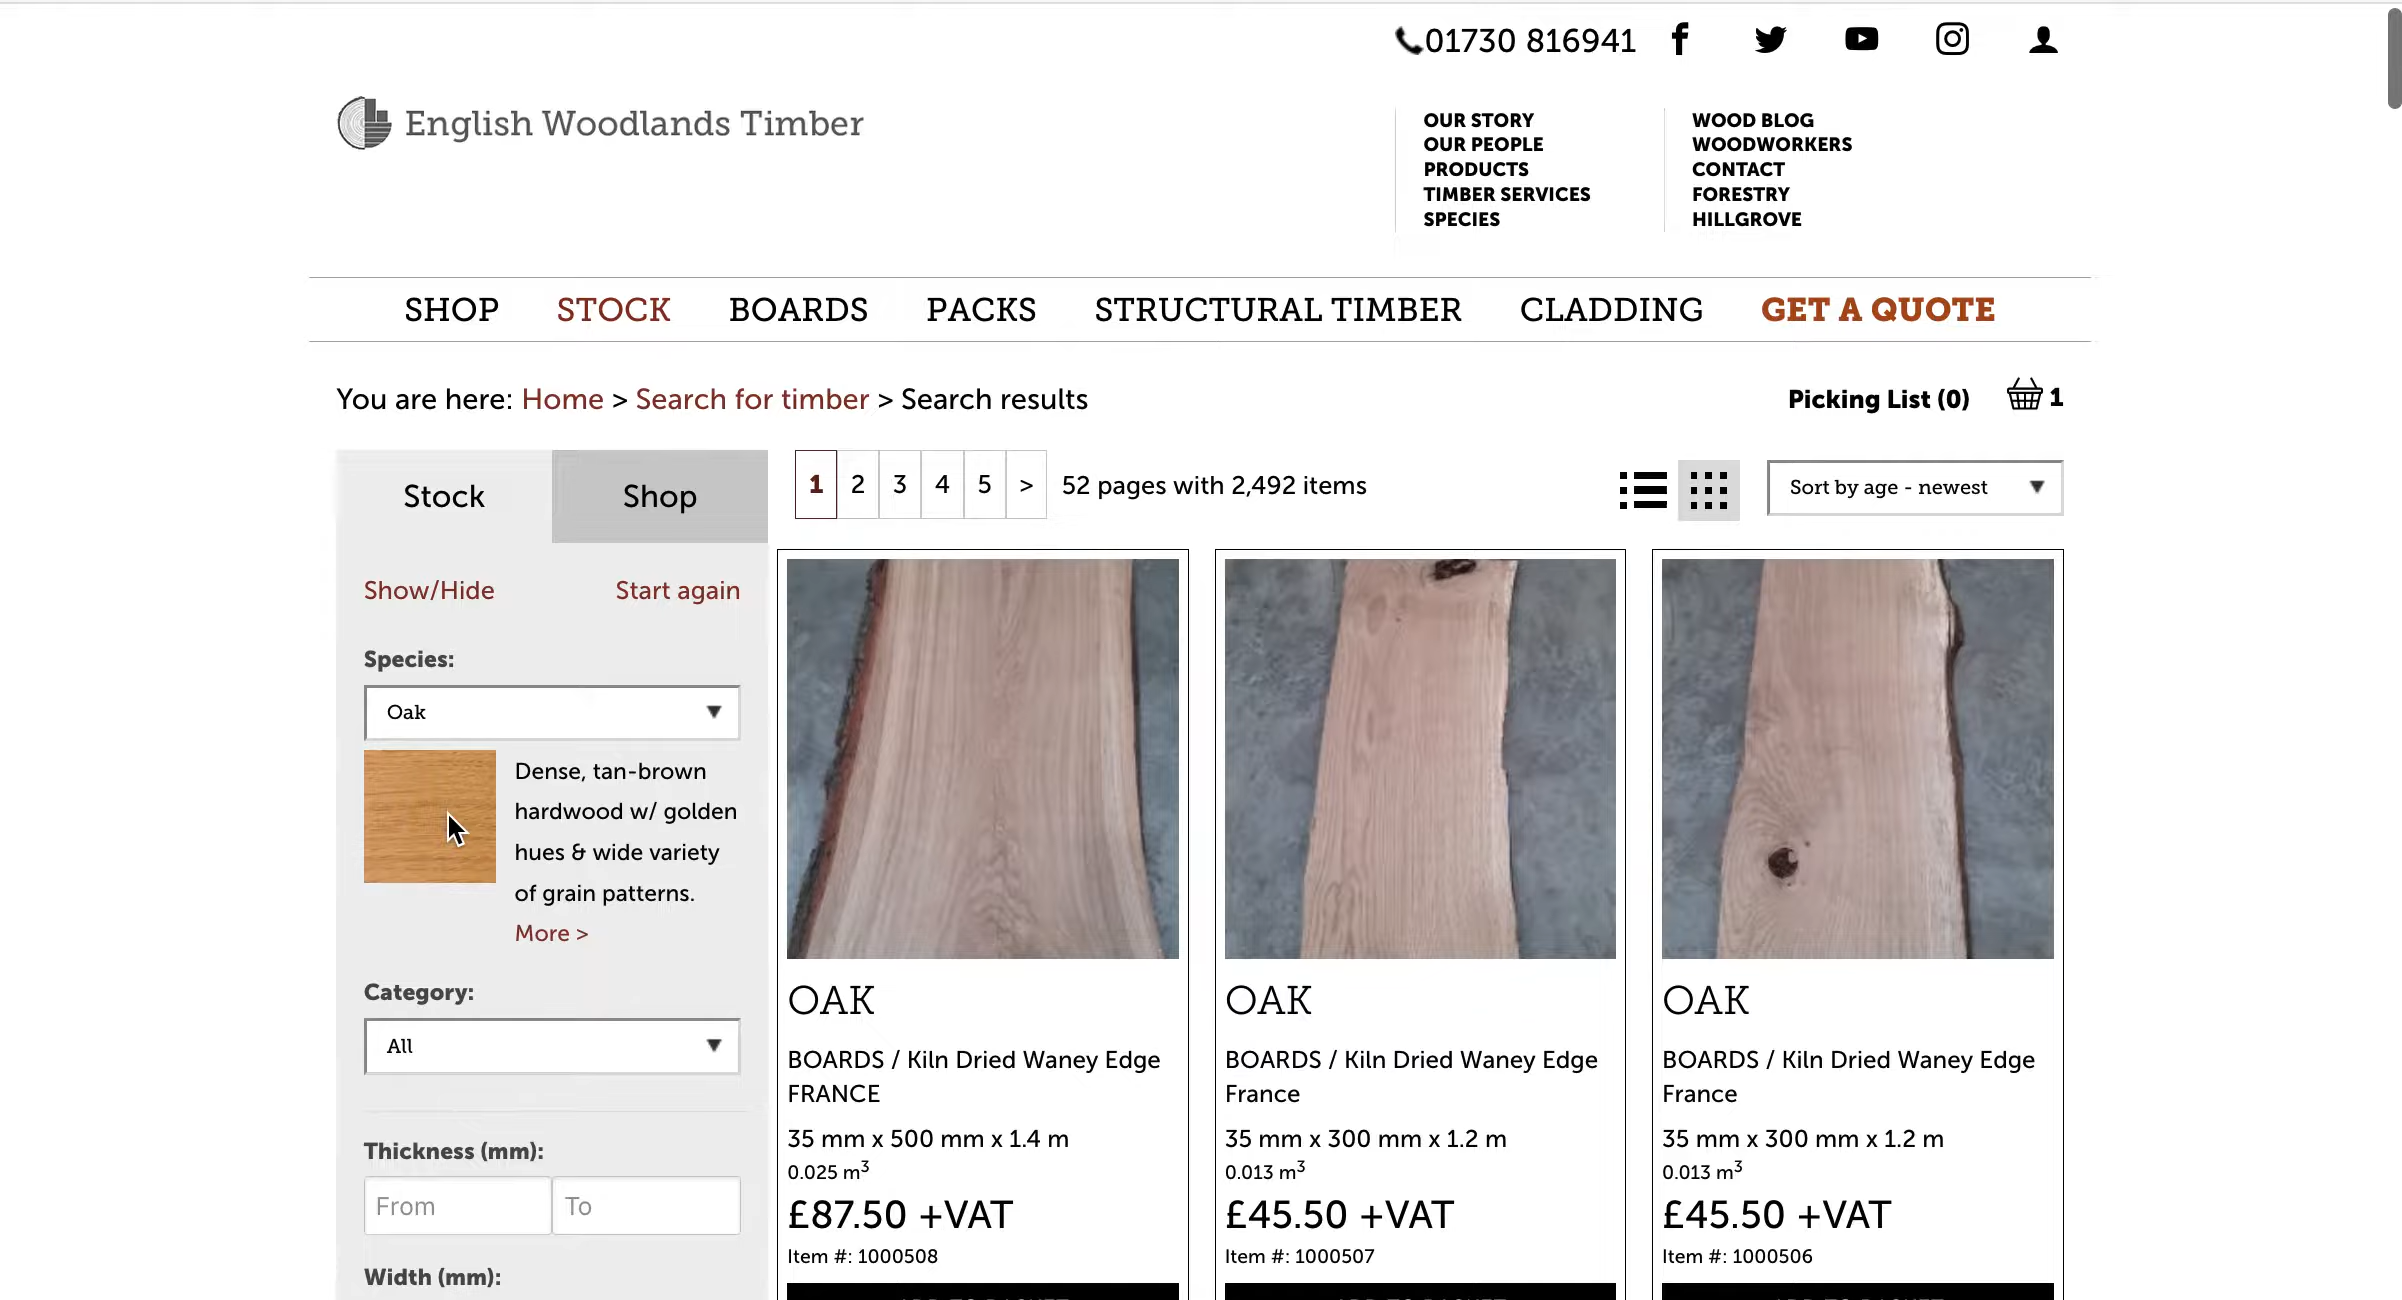 01730 816941
English Woodlands Timber
OUR STORY
OUR PEOPLE
PRODUCTS
TIMBER SERVICES
SPECIES
WOOD BLOG
WOODWORKERS
CONTACT
FORESTRY
HILLGROVE
SHOP STOCK BOARDS PACKS STRUCTURAL TIMBER CLADDING GET A QUOTE
You are here: Home > Search for timber > Search results
Picking List (0) 1
Stock Shop
1 2 3 4 5 > 52 pages with 2,492 items
Sort by age - newest
Show/Hide Start again
Species:
Oak
Dense, tan-brown
hardwood w/ golden
hues & wide variety
of grain patterns.
More >
Category:
All
Thickness (mm):
From To
Width (mm):
OAK
BOARDS / Kiln Dried Waney Edge
FRANCE
35 mm x 500 mm x 1.4 m
0.025 m³
£87.50 +VAT
Item #: 1000508
OAK
BOARDS / Kiln Dried Waney Edge
France
35 mm x 300 mm x 1.2 m
0.013 m³
£45.50 +VAT
Item #: 1000507
OAK
BOARDS / Kiln Dried Waney Edge
France
35 mm x 300 mm x 1.2 m
0.013 m³
£45.50 +VAT
Item #: 1000506